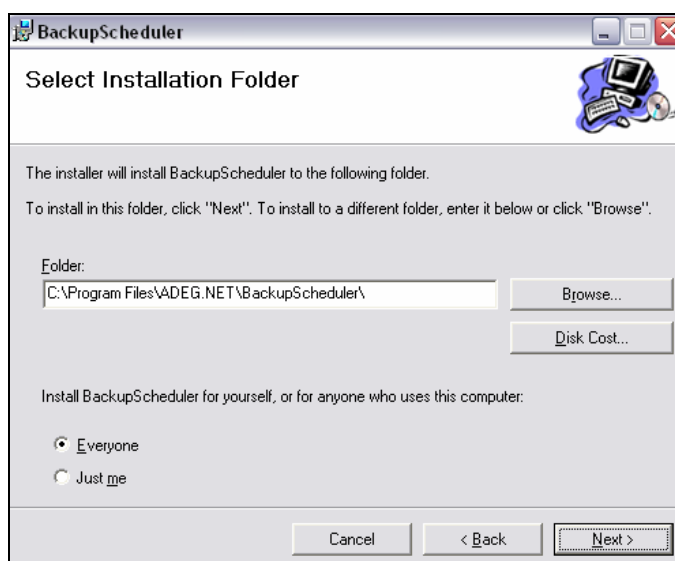 BackupScheduler
Select Installation Folder
The installer will install BackupScheduler to the following folder.
To install in this folder, click "Next". To install to a different folder, enter it below or click "Browse".
Folder:
C:\Program Files\ADEG.NET\BackupScheduler\
Browse...
Disk Cost...
Install BackupScheduler for yourself, or for anyone who uses this computer:
Everyone
Just me
Cancel
< Back
Next >